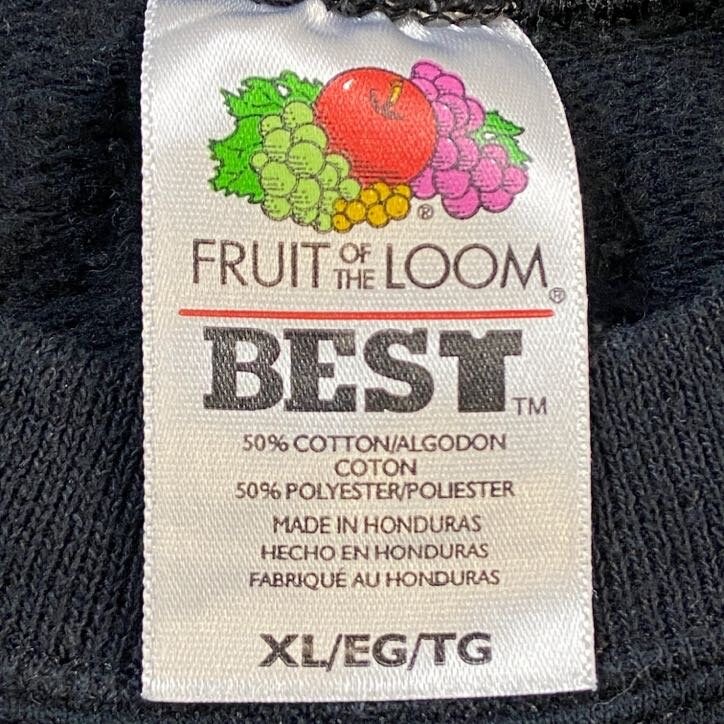 ®
FRUIT OF THE LOOM®
BEST™
50% COTTON/ALGODON
COTON
50% POLYESTER/POLIESTER
MADE IN HONDURAS
HECHO EN HONDURAS
FABRIQUÉ AU HONDURAS
XL/EG/TG